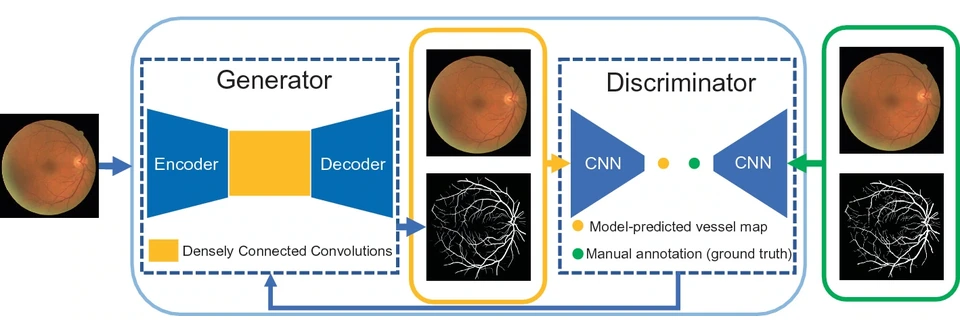 Generator
Encoder
Decoder
Densely Connected Convolutions
Discriminator
CNN
CNN
Model-predicted vessel map
Manual annotation (ground truth)